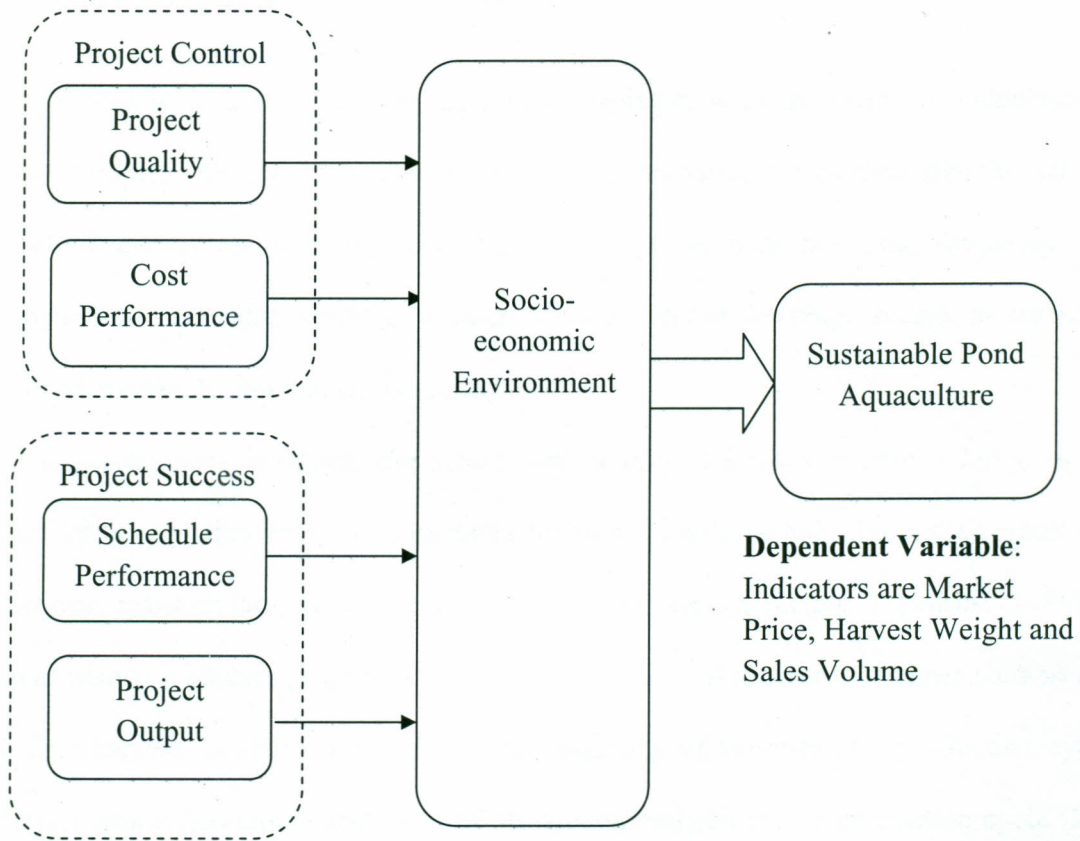 Project Control
Project
Quality
Cost
Performance
Project Success
Schedule
Performance
Project
Output
Socio-
economic
Environment
Sustainable Pond
Aquaculture
Dependent Variable:
Indicators are Market
Price, Harvest Weight and
Sales Volume